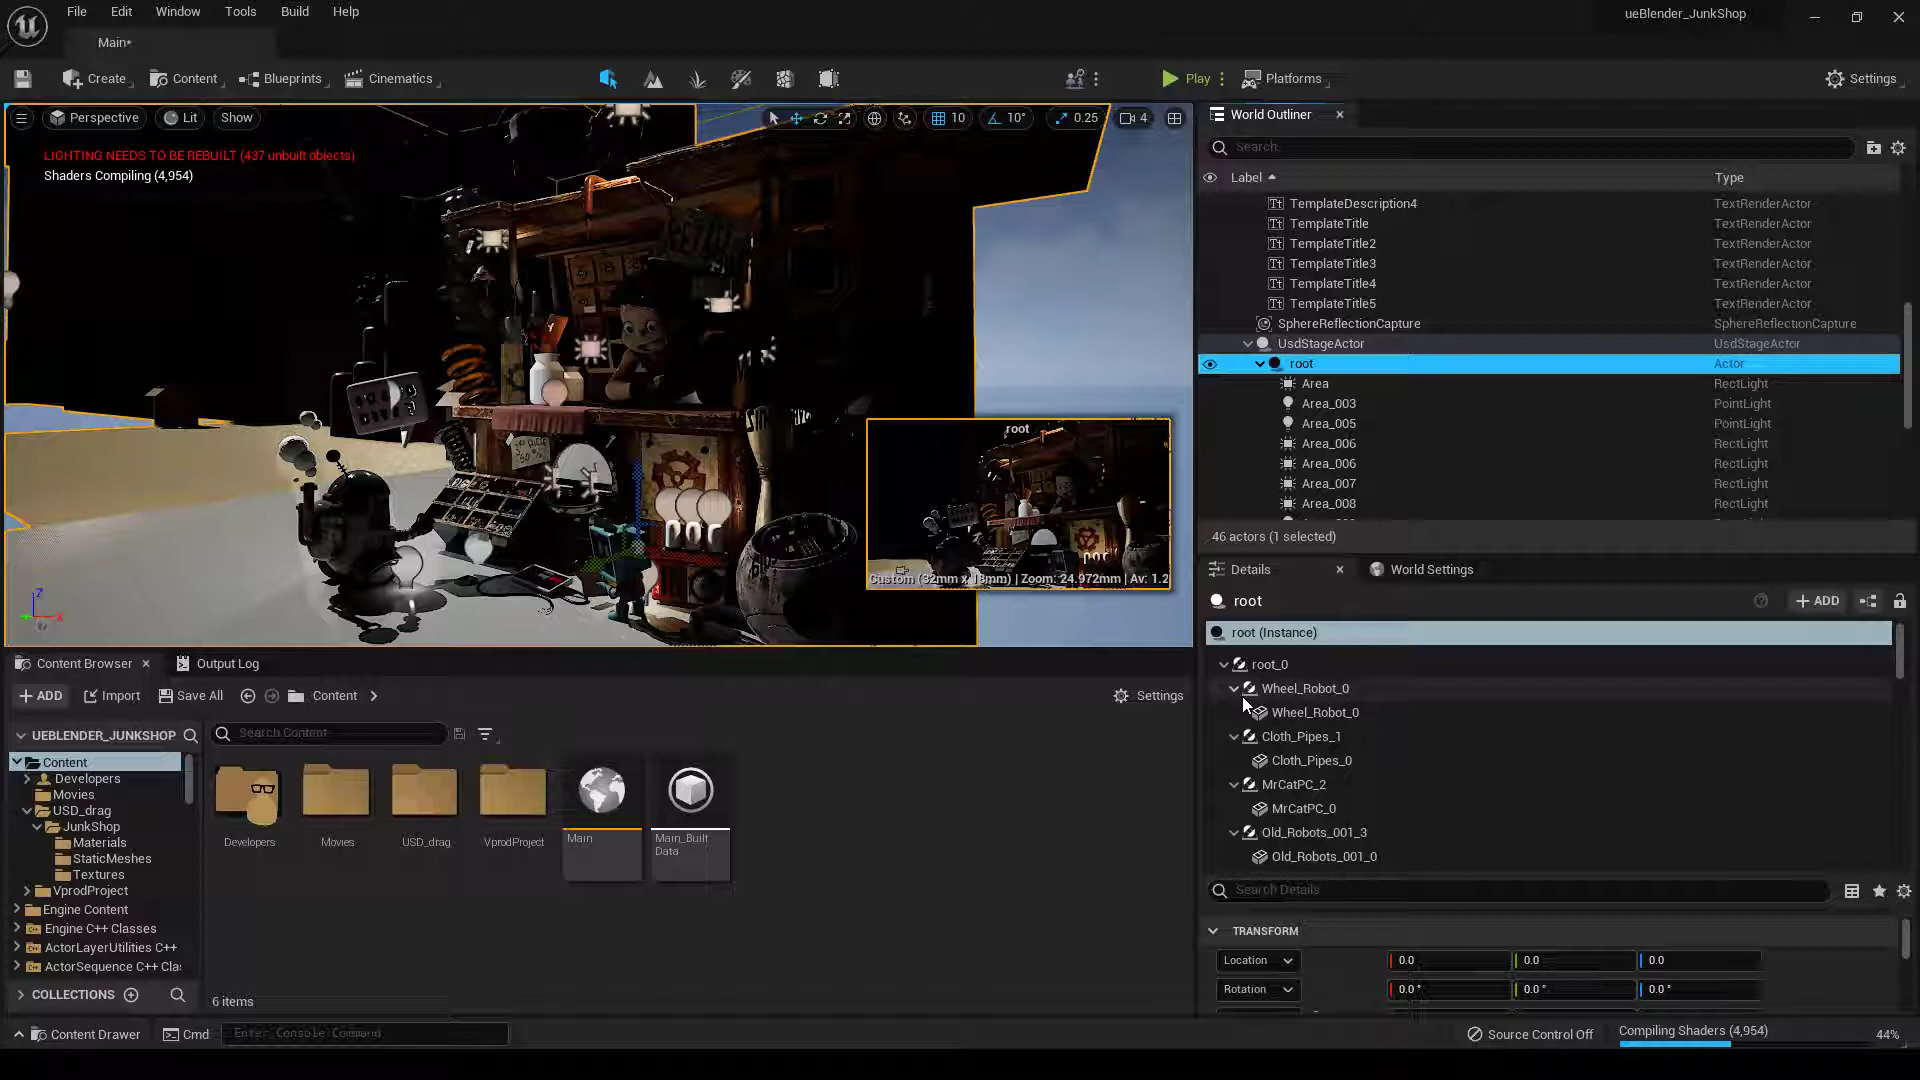 File Edit Window Tools Build Help
ueBlender_JunkShop
Main*
Create Content Blueprints Cinematics
Play Platforms
Settings
Perspective Lit Show
10 10° 0.25 4
LIGHTING NEEDS TO BE REBUILT (437 unbuilt objects)
Shaders Compiling (4,954)
root
Custom (32mm x 18mm) | Zoom: 24.972mm | Av: 1.2
World Outliner
Search
Label Type
TemplateDescription4 TextRenderActor
TemplateTitle TextRenderActor
TemplateTitle2 TextRenderActor
TemplateTitle3 TextRenderActor
TemplateTitle4 TextRenderActor
TemplateTitle5 TextRenderActor
SphereReflectionCapture SphereReflectionCapture
UsdStageActor UsdStageActor
root Actor
Area RectLight
Area_003 PointLight
Area_005 PointLight
Area_006 RectLight
Area_006 RectLight
Area_007 RectLight
Area_008 RectLight
46 actors (1 selected)
Details World Settings
root
+ ADD
root (Instance)
root_0
Wheel_Robot_0
Wheel_Robot_0
Cloth_Pipes_1
Cloth_Pipes_0
MrCatPC_2
MrCatPC_0
Old_Robots_001_3
Old_Robots_001_0
Search Details
TRANSFORM
Location 0.0 0.0 0.0
Rotation 0.0° 0.0° 0.0°
Content Browser Output Log
+ ADD Import Save All Content
Settings
UEBLENDER_JUNKSHOP
Search Content
Content
Developers
Movies
USD_drag
JunkShop
Materials
StaticMeshes
Textures
VprodProject
Engine Content
Engine C++ Classes
ActorLayerUtilities C++
ActorSequence C++ Clas
COLLECTIONS
Developers
Movies
USD_drag
VprodProject
Main
Main_Built
Data
6 items
Content Drawer Cmd Enter Console Command
Source Control Off
Compiling Shaders (4,954)
44%